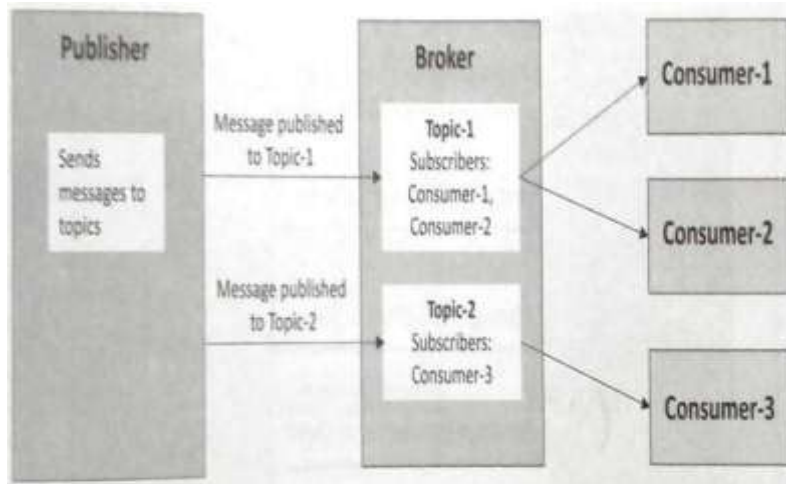 Publisher
Sends
messages to
topics
Message published
to Topic-1
Message published
to Topic-2
Broker
Topic-1
Subscribers:
Consumer-1,
Consumer-2
Topic-2
Subscribers:
Consumer-3
Consumer-1
Consumer-2
Consumer-3